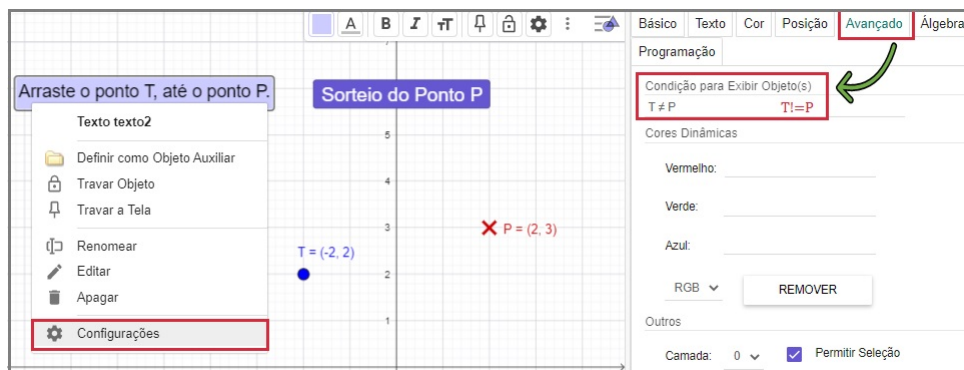 A B I тT
Básico Texto Cor Posição Avançado Álgebra
Programação
Arraste o ponto T, até o ponto P.
Texto texto2
Definir como Objeto Auxiliar
Travar Objeto
Travar a Tela
Renomear
Editar
Apagar
Configurações
Sorteio do Ponto P
5
4
3
2
1
T = (-2, 2)
P = (2, 3)
Condição para Exibir Objeto(s)
T ≠ P T!=P
Cores Dinâmicas
Vermelho:
Verde:
Azul:
RGB REMOVER
Outros
Camada: 0 Permitir Seleção